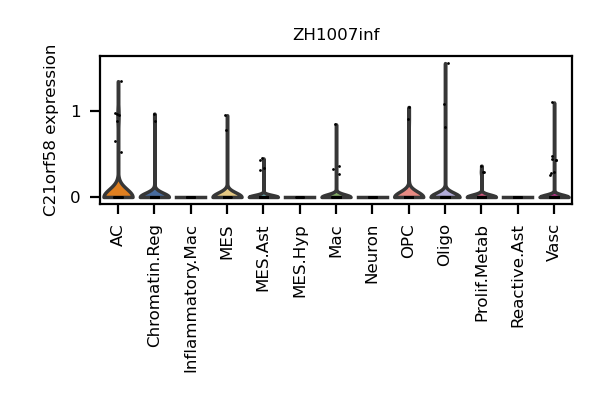 ZH1007inf
C21orf58 expression
1
0
AC
Chromatin.Reg
Inflammatory.Mac
MES
MES.Ast
MES.Hyp
Mac
Neuron
OPC
Oligo
Prolif.Metab
Reactive.Ast
Vasc